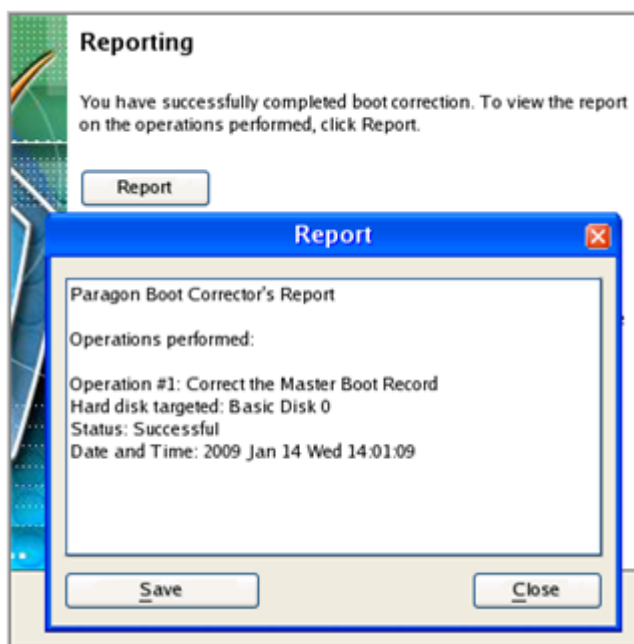 Reporting
You have successfully completed boot correction. To view the report
on the operations performed, click Report.
Report
Report
Paragon Boot Corrector's Report
Operations performed:
Operation #1: Correct the Master Boot Record
Hard disk targeted: Basic Disk 0
Status: Successful
Date and Time: 2009 Jan 14 Wed 14:01:09
Save
Close